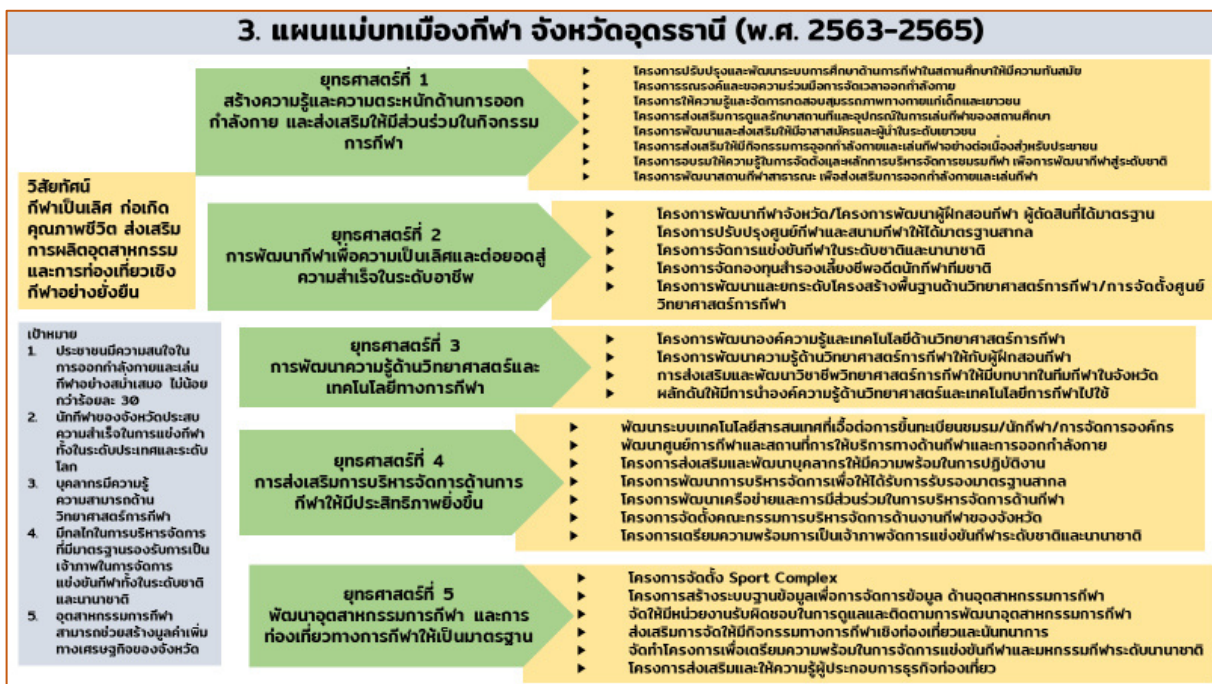 3. แผนแม่บทเมืองกีฬา จังหวัดอุดรธานี (พ.ศ. 2563-2565)
วิสัยทัศน์
กีฬาเป็นเลิศ ก่อเกิด
คุณภาพชีวิต ส่งเสริม
การผลิตอุตสาหกรรม
และการท่องเที่ยวเชิง
กีฬาอย่างยั่งยืน
เป้าหมาย
1. ประชาชนมีความสนใจใน
การออกกำลังกายและเล่น
กีฬาอย่างสม่ำเสมอ ไม่น้อย
กว่าร้อยละ 30
2. นักกีฬาของจังหวัดประสบ
ความสำเร็จในการแข่งกีฬา
ทั้งในระดับประเทศและระดับ
โลก
3. บุคลากรมีความรู้
ความสามารถด้าน
วิทยาศาสตร์การกีฬา
4. มีกลไกในการบริหารจัดการ
ที่มีมาตรฐานรองรับการเป็น
เจ้าภาพในการจัดการ
แข่งขันกีฬาทั้งในระดับชาติ
และนานาชาติ
5. อุตสาหกรรมการกีฬา
สามารถช่วยสร้างมูลค่าเพิ่ม
ทางเศรษฐกิจของจังหวัด
ยุทธศาสตร์ที่ 1
สร้างความรู้และความตระหนักด้านการออก
กำลังกาย และส่งเสริมให้มีส่วนร่วมในกิจกรรม
การกีฬา
โครงการปรับปรุงและพัฒนาระบบการศึกษาด้านการกีฬาในสถานศึกษาให้มีความทันสมัย
โครงการรณรงค์และขอความร่วมมือการจัดเวลาออกกำลังกาย
โครงการให้ความรู้และจัดการทดสอบสมรรถภาพทางกายแก่เด็กและเยาวชน
โครงการส่งเสริมการดูแลรักษาสถานที่และอุปกรณ์ในการเล่นกีฬาของสถานศึกษา
โครงการพัฒนาและส่งเสริมให้มีอาสาสมัครและผู้นำในระดับเยาวชน
โครงการส่งเสริมให้มีกิจกรรมการออกกำลังกายและเล่นกีฬาอย่างต่อเนื่องสำหรับประชาชน
โครงการอบรมให้ความรู้ในการจัดตั้งและหลักการบริหารจัดการชมรมกีฬา เพื่อการพัฒนากีฬาสู่ระดับชาติ
โครงการพัฒนาสถานกีฬาสาธารณะ เพื่อส่งเสริมการออกกำลังกายและเล่นกีฬา
ยุทธศาสตร์ที่ 2
การพัฒนากีฬาเพื่อความเป็นเลิศและต่อยอดสู่
ความสำเร็จในระดับอาชีพ
โครงการพัฒนากีฬาจังหวัด/โครงการพัฒนาผู้ฝึกสอนกีฬา ผู้ตัดสินที่ได้มาตรฐาน
โครงการปรับปรุงศูนย์กีฬาและสนามกีฬาให้ได้มาตรฐานสากล
โครงการจัดการแข่งขันกีฬาในระดับชาติและนานาชาติ
โครงการจัดกองทุนสำรองเลี้ยงชีพอดีตนักกีฬาทีมชาติ
โครงการพัฒนาและยกระดับโครงสร้างพื้นฐานด้านวิทยาศาสตร์การกีฬา/การจัดตั้งศูนย์
วิทยาศาสตร์การกีฬา
ยุทธศาสตร์ที่ 3
การพัฒนาความรู้ด้านวิทยาศาสตร์และ
เทคโนโลยีทางการกีฬา
โครงการพัฒนาองค์ความรู้และเทคโนโลยีด้านวิทยาศาสตร์การกีฬา
โครงการพัฒนาความรู้ด้านวิทยาศาสตร์การกีฬาให้กับผู้ฝึกสอนกีฬา
การส่งเสริมและพัฒนาวิชาชีพวิทยาศาสตร์การกีฬาให้มีบทบาทในทีมกีฬาในจังหวัด
ผลักดันให้มีการนำองค์ความรู้ด้านวิทยาศาสตร์และเทคโนโลยีการกีฬาไปใช้
ยุทธศาสตร์ที่ 4
การส่งเสริมการบริหารจัดการด้านการ
กีฬาให้มีประสิทธิภาพยิ่งขึ้น
พัฒนาระบบเทคโนโลยีสารสนเทศที่เอื้อต่อการขึ้นทะเบียนชมรม/นักกีฬา/การจัดการองค์กร
พัฒนาศูนย์การกีฬาและสถานที่การให้บริการทางด้านกีฬาและการออกกำลังกาย
โครงการส่งเสริมและพัฒนาบุคลากรให้มีความพร้อมในการปฏิบัติงาน
โครงการพัฒนาการบริหารจัดการเพื่อให้ได้รับการรับรองมาตรฐานสากล
โครงการพัฒนาเครือข่ายและการมีส่วนร่วมในการบริหารจัดการด้านกีฬา
โครงการจัดตั้งคณะกรรมการบริหารจัดการด้านงานกีฬาของจังหวัด
โครงการเตรียมความพร้อมการเป็นเจ้าภาพจัดการแข่งขันกีฬาระดับชาติและนานาชาติ
ยุทธศาสตร์ที่ 5
พัฒนาอุตสาหกรรมการกีฬา และการ
ท่องเที่ยวทางการกีฬาให้เป็นมาตรฐาน
โครงการจัดตั้ง Sport Complex
โครงการสร้างระบบฐานข้อมูลเพื่อการจัดการข้อมูล ด้านอุตสาหกรรมการกีฬา
จัดให้มีหน่วยงานรับผิดชอบในการดูแลและติดตามการพัฒนาอุตสาหกรรมการกีฬา
ส่งเสริมการจัดให้มีกิจกรรมทางการกีฬาเชิงท่องเที่ยวและนันทนาการ
จัดทำโครงการเพื่อเตรียมความพร้อมในการจัดการแข่งขันกีฬาและมหกรรมกีฬาระดับนานาชาติ
โครงการส่งเสริมและให้ความรู้ผู้ประกอบการธุรกิจท่องเที่ยว